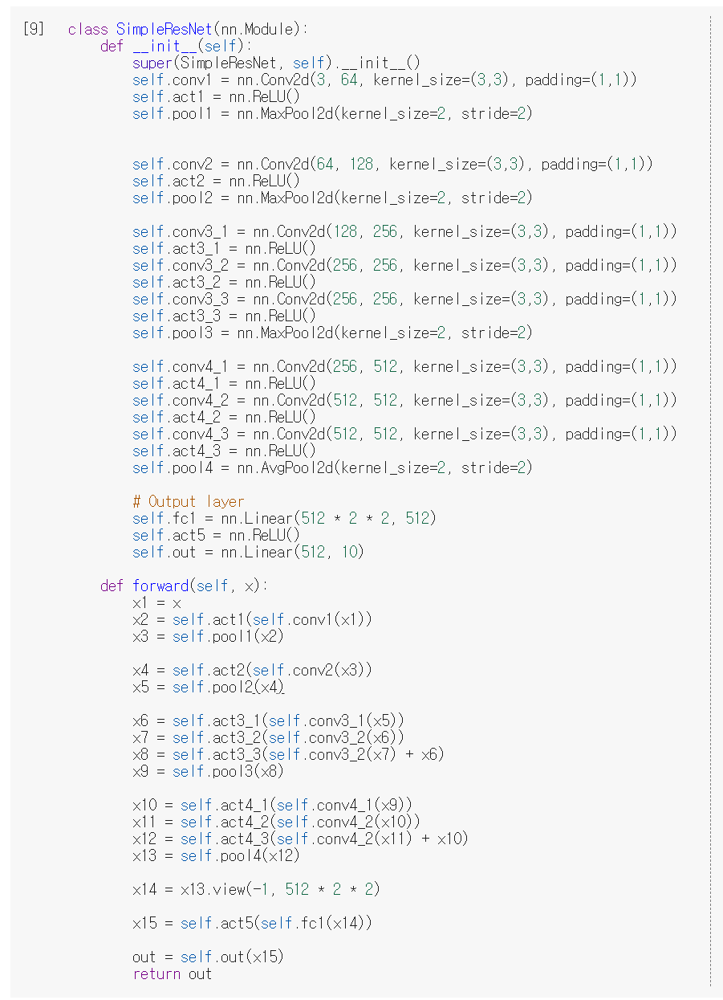 [9] class SimpleResNet(nn.Module):
def __init__(self):
super(SimpleResNet, self).__init__()
self.conv1 = nn.Conv2d(3, 64, kernel_size=(3,3), padding=(1,1))
self.act1 = nn.ReLU()
self.pool1 = nn.MaxPool2d(kernel_size=2, stride=2)
self.conv2 = nn.Conv2d(64, 128, kernel_size=(3,3), padding=(1,1))
self.act2 = nn.ReLU()
self.pool2 = nn.MaxPool2d(kernel_size=2, stride=2)
self.conv3_1 = nn.Conv2d(128, 256, kernel_size=(3,3), padding=(1,1))
self.act3_1 = nn.ReLU()
self.conv3_2 = nn.Conv2d(256, 256, kernel_size=(3,3), padding=(1,1))
self.act3_2 = nn.ReLU()
self.conv3_3 = nn.Conv2d(256, 256, kernel_size=(3,3), padding=(1,1))
self.act3_3 = nn.ReLU()
self.pool3 = nn.MaxPool2d(kernel_size=2, stride=2)
self.conv4_1 = nn.Conv2d(256, 512, kernel_size=(3,3), padding=(1,1))
self.act4_1 = nn.ReLU()
self.conv4_2 = nn.Conv2d(512, 512, kernel_size=(3,3), padding=(1,1))
self.act4_2 = nn.ReLU()
self.conv4_3 = nn.Conv2d(512, 512, kernel_size=(3,3), padding=(1,1))
self.act4_3 = nn.ReLU()
self.pool4 = nn.AvgPool2d(kernel_size=2, stride=2)
# Output layer
self.fc1 = nn.Linear(512 * 2 * 2, 512)
self.act5 = nn.ReLU()
self.out = nn.Linear(512, 10)
def forward(self, x):
x1 = x
x2 = self.act1(self.conv1(x1))
x3 = self.pool1(x2)
x4 = self.act2(self.conv2(x3))
x5 = self.pool2(x4)
x6 = self.act3_1(self.conv3_1(x5))
x7 = self.act3_2(self.conv3_2(x6))
x8 = self.act3_3(self.conv3_2(x7) + x6)
x9 = self.pool3(x8)
x10 = self.act4_1(self.conv4_1(x9))
x11 = self.act4_2(self.conv4_2(x10))
x12 = self.act4_3(self.conv4_2(x11) + x10)
x13 = self.pool4(x12)
x14 = x13.view(-1, 512 * 2 * 2)
x15 = self.act5(self.fc1(x14))
out = self.out(x15)
return out